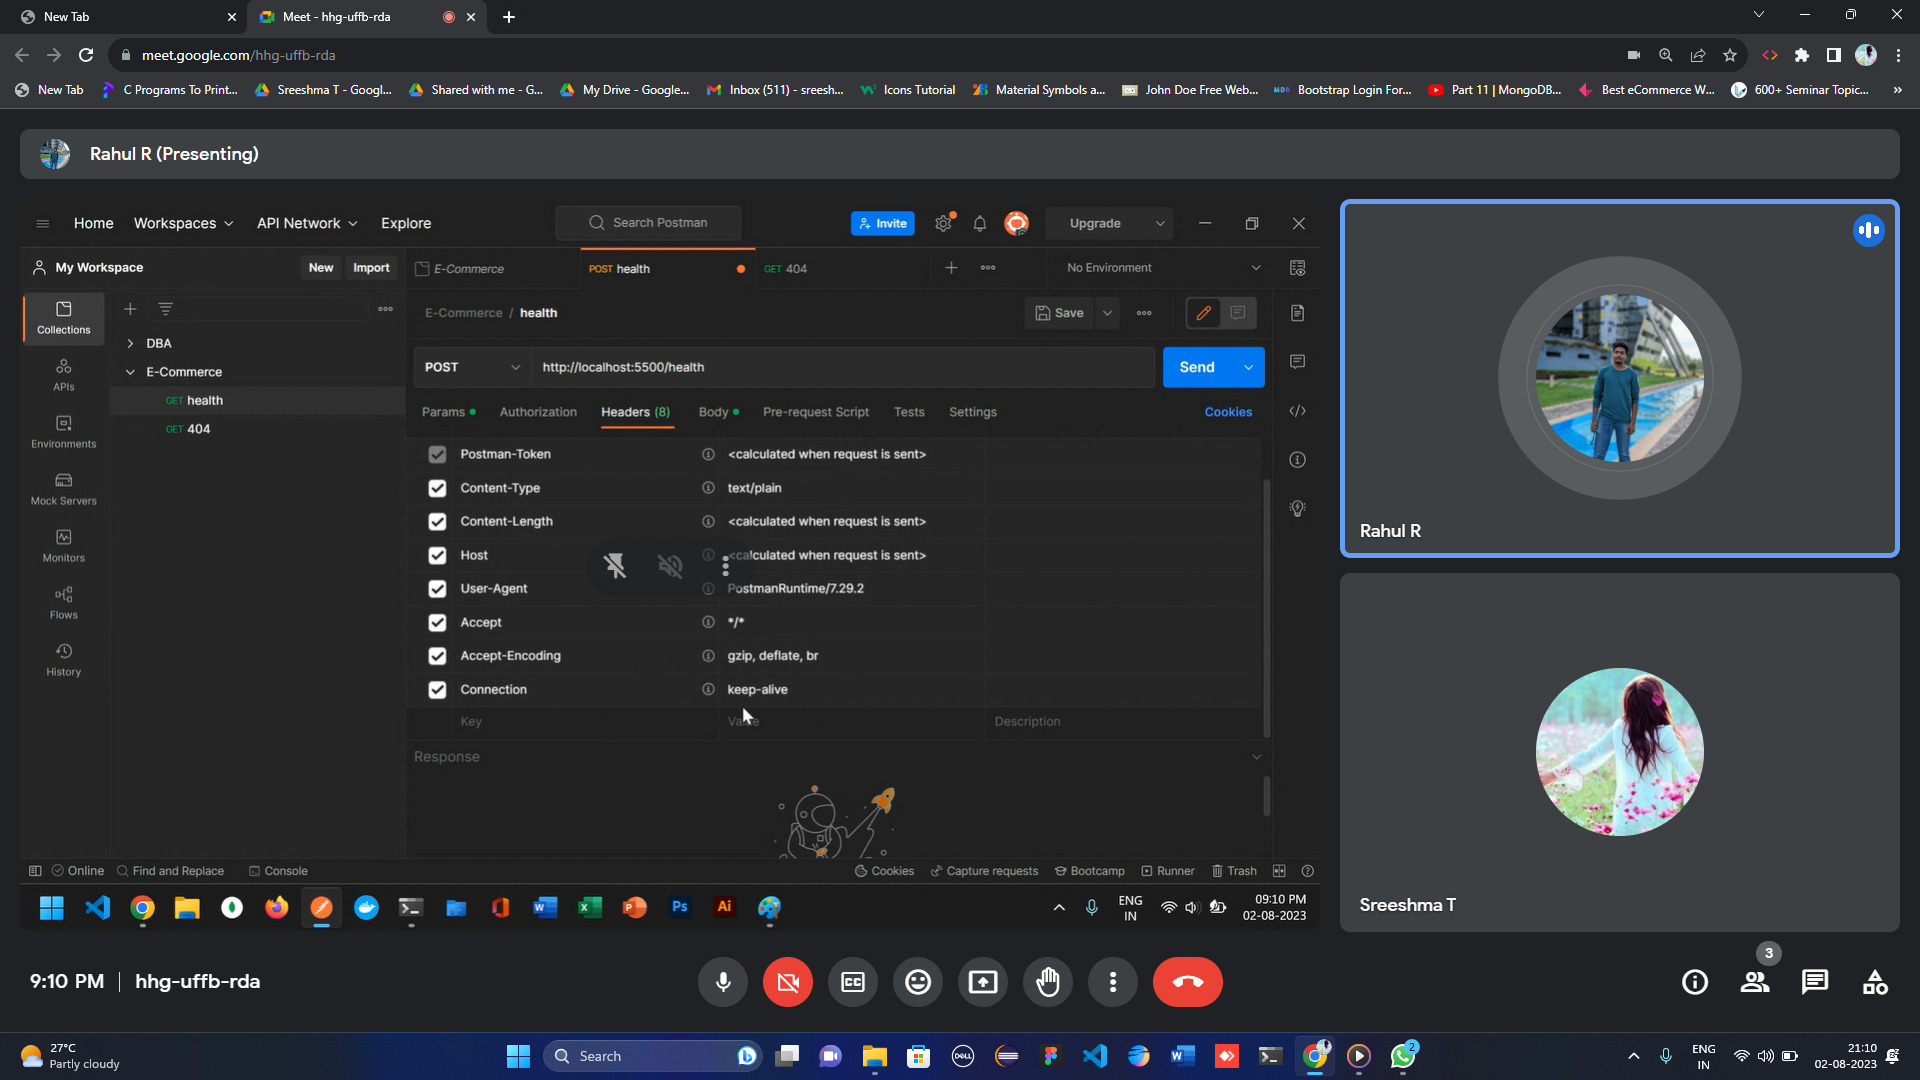 New Tab
Meet - hhg-uffb-rda
meet.google.com/hhg-uffb-rda
New Tab
C Programs To Print...
Sreeshma T - Googl...
Shared with me - G...
My Drive - Google...
Inbox (511) - sreesh...
Icons Tutorial
Material Symbols a...
John Doe Free Web...
Bootstrap Login For...
Part 11 | MongoDB...
Best eCommerce W...
600+ Seminar Topic...
Rahul R (Presenting)
Home
Workspaces
API Network
Explore
Search Postman
Invite
Upgrade
My Workspace
New
Import
E-Commerce
POST health
GET 404
No Environment
Collections
APIs
Environments
Mock Servers
Monitors
Flows
History
DBA
E-Commerce
GET health
GET 404
E-Commerce / health
Save
POST
http://localhost:5500/health
Send
Params
Authorization
Headers (8)
Body
Pre-request Script
Tests
Settings
Cookies
Postman-Token <calculated when request is sent>
Content-Type text/plain
Content-Length <calculated when request is sent>
Host <calculated when request is sent>
User-Agent PostmanRuntime/7.29.2
Accept */*
Accept-Encoding gzip, deflate, br
Connection keep-alive
Key Value Description
Response
Online
Find and Replace
Console
Cookies
Capture requests
Bootcamp
Runner
Trash
Ps
Ai
ENG
IN
09:10 PM
02-08-2023
Rahul R
Sreeshma T
9:10 PM | hhg-uffb-rda
CC
3
27°C
Partly cloudy
Search
DELL
2
ENG
IN
21:10
02-08-2023